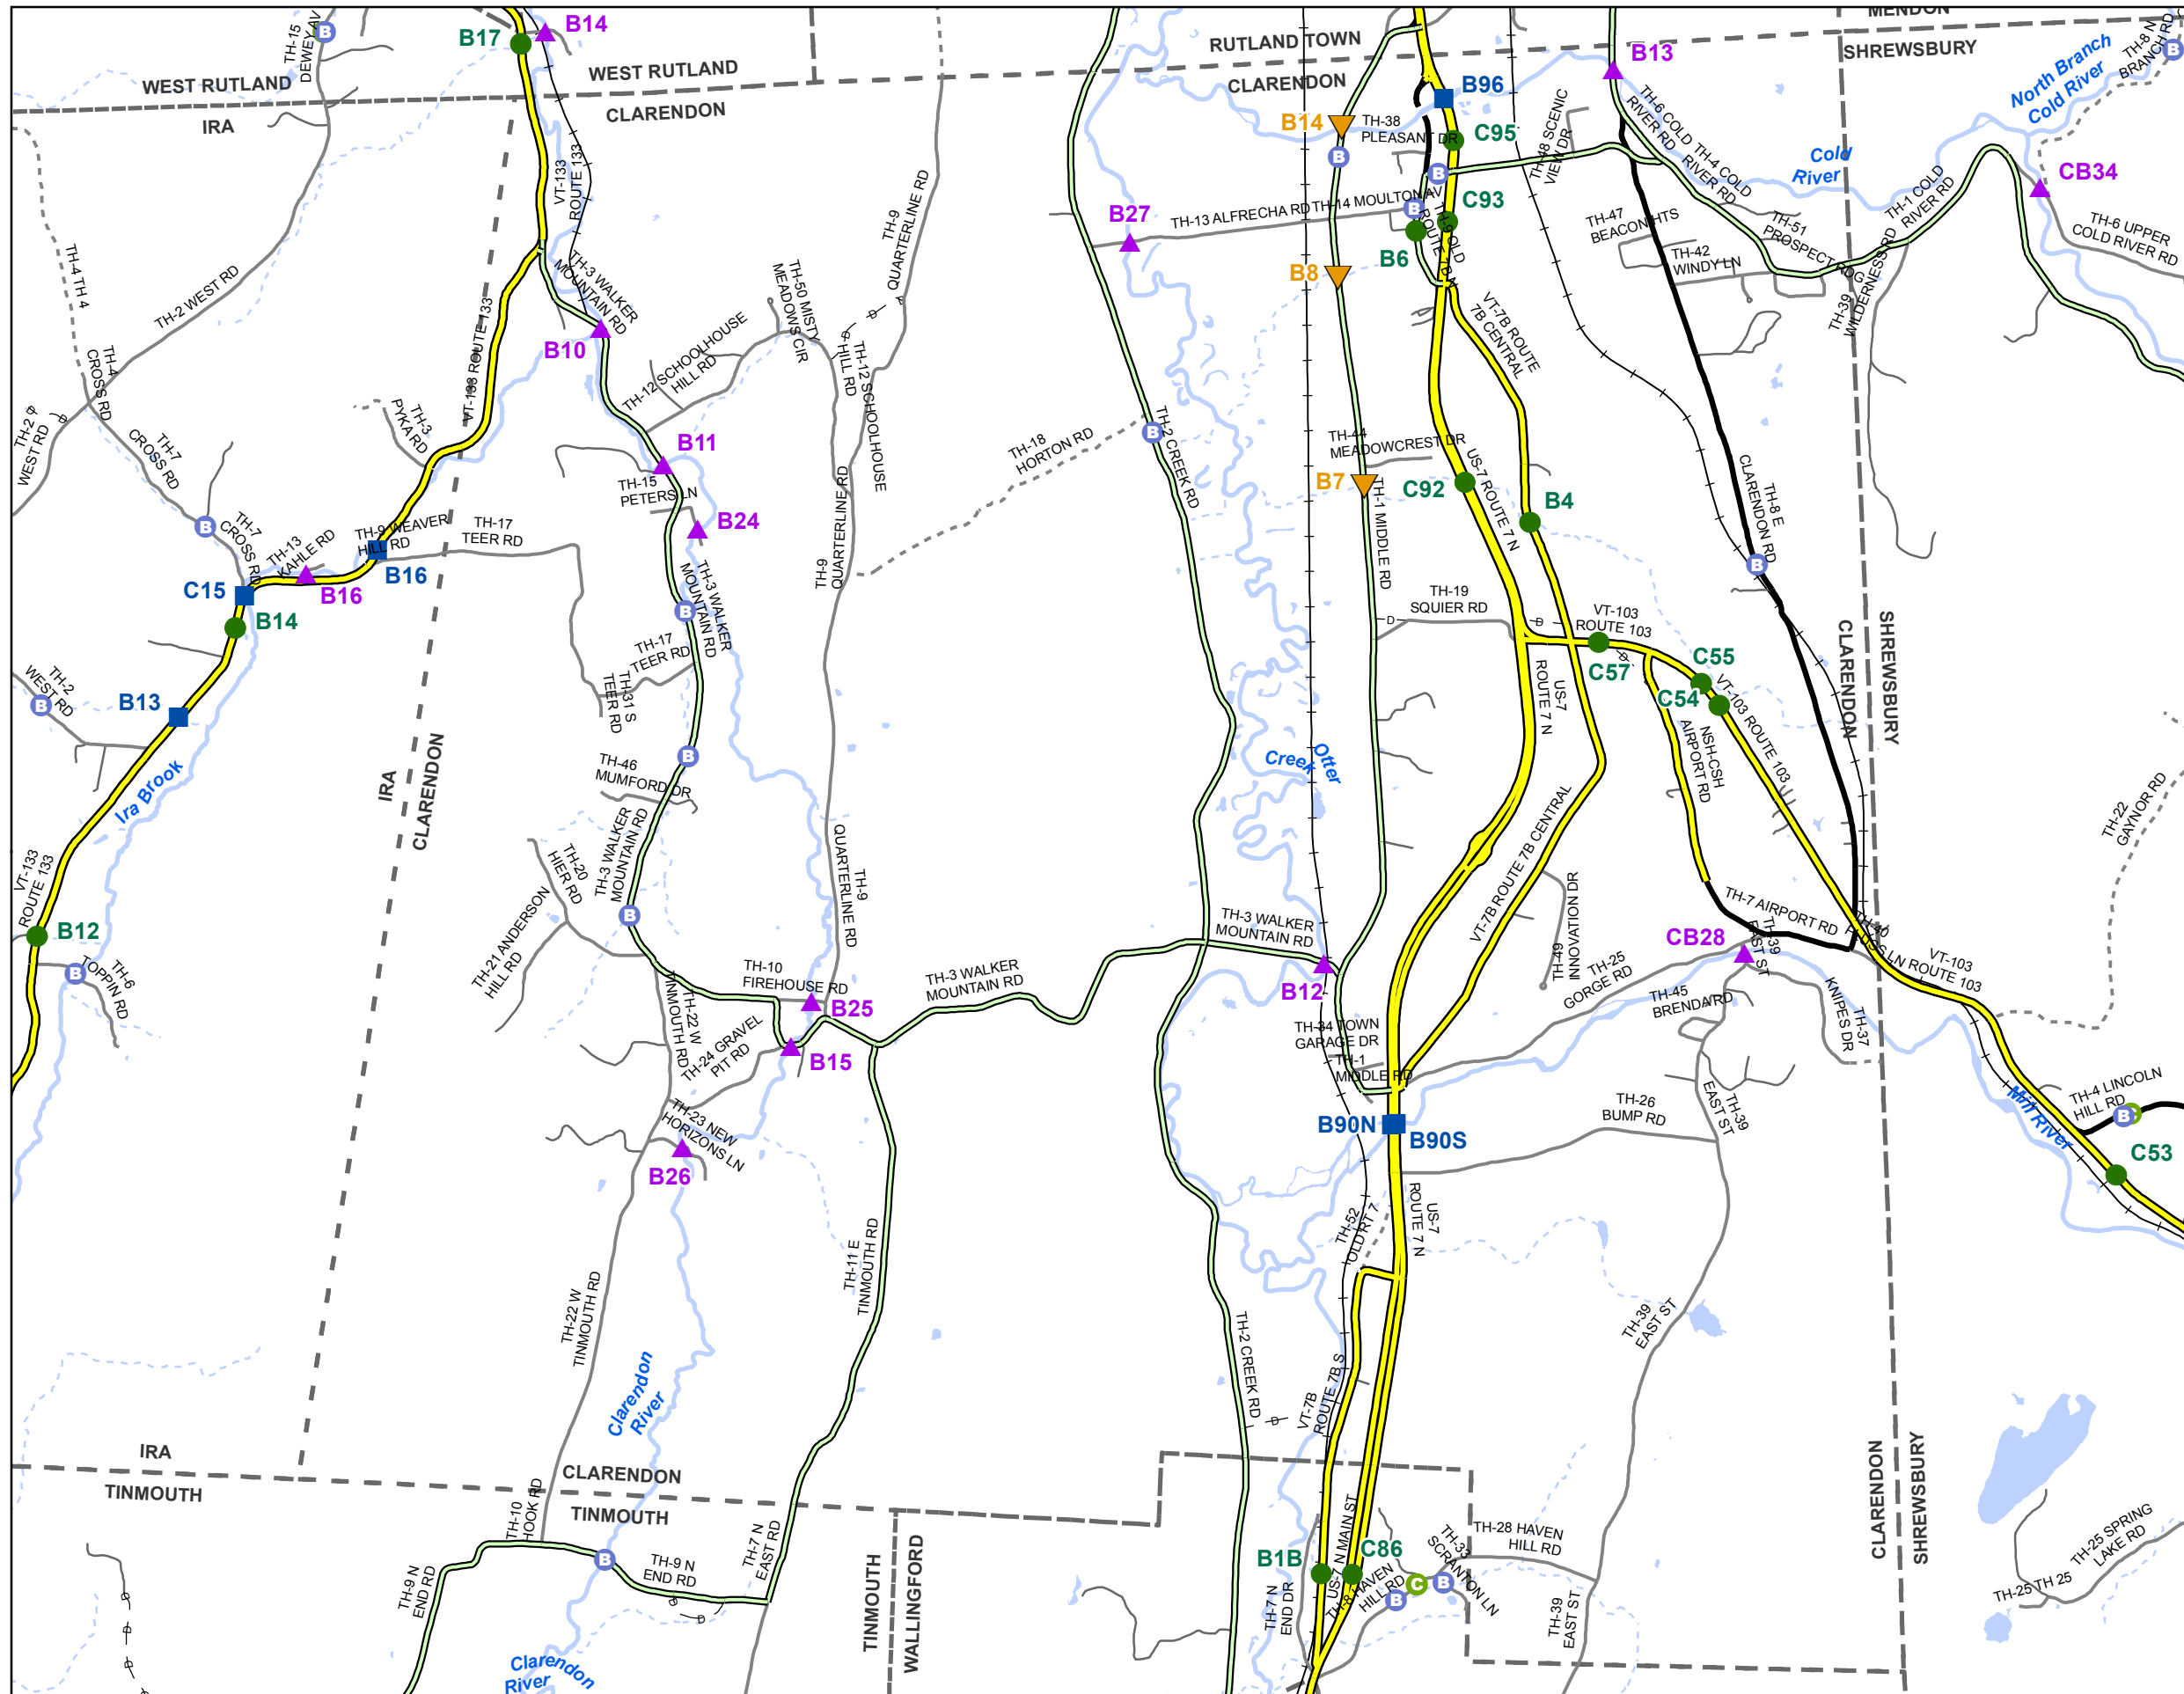 MENDON
TH-15
DEWEY AV
B
B17
B14
RUTLAND TOWN
B13
SHREWSBURY
TH-8 N
BRANCH RD
B
WEST RUTLAND
WEST RUTLAND
CLARENDON
B96
North Branch
Cold River
IRA
CLARENDON
B14
TH-38
PLEASANT DR
C95
TH-48 SCENIC
VIEW DR
TH-6 COLD
RIVER RD
TH-4 COLD
RIVER RD
Cold
River
CB34
B
B
VT-133
ROUTE 133
TH-9
QUARTERLINE RD
B27
TH-13 ALFRECHA RD
TH-14 MOULTON AV
B
C93
TH-47
BEACON HTS
TH-51
PROSPECT RDG
TH-1 COLD
RIVER RD
TH-6 UPPER
COLD RIVER RD
TH-4 TH 4
B8
B6
TH-42
WINDY LN
TH-3 WALKER
MOUNTAIN RD
TH-50 MISTY
MEADOWS CIR
TH-2 WEST RD
VT-133 ROUTE 133
B10
D
D
VT-7B ROUTE
7B CENTRAL
TH-39
WILDERNESS RD
TH-4
CROSS RD
TH-12 SCHOOLHOUSE
HILL RD
TH-12 SCHOOLHOUSE
HILL RD
TH-3
PYKA RD
TH-2
WEST RD
D
TH-7
CROSS RD
B11
TH-18
HORTON RD
B
TH-2 CREEK RD
TH-44
MEADOWCREST DR
US-7 ROUTE 7 N
TH-15
PETERS LN
B7
C92
B4
TH-8 E
CLARENDON RD
B
TH-7
CROSS RD
TH-13
KAHLE RD
TH-9 WEAVER
HILL RD
TH-17
TEER RD
B24
TH-9
QUARTERLINE RD
TH-1 MIDDLE RD
B
C15
B16
B16
TH-3 WALKER
MOUNTAIN RD
B
TH-19
SQUIER RD
VT-103
ROUTE 103
B14
D
D
D
C57
C55
C54
TH-17
TEER RD
TH-2
WEST RD
B
B13
TH-31 S
TEER RD
US-7
ROUTE 7 N
VT-103 ROUTE 103
CLARENDON
SHREWSBURY
NSH-CSH
AIRPORT RD
Ira Brook
IRA
CLARENDON
TH-46
MUMFORD DR
B
Otter
Creek
TH-22
GAYNOR RD
VT-133
ROUTE 133
TH-20
HIER RD
TH-3 WALKER
MOUNTAIN RD
TH-9
QUARTERLINE RD
VT-7B ROUTE 7B CENTRAL
TH-49
INNOVATION DR
TH-7 AIRPORT RD
B12
B
TH-21 ANDERSON
HILL RD
B
TH-3 WALKER
MOUNTAIN RD
CB28
TH-39
EAST ST
VT-103
ROUTE 103
TH-6
TOPPIN RD
TH-10
FIREHOUSE RD
TH-3 WALKER
MOUNTAIN RD
B12
TH-25
GORGE RD
TH-45
BRENDA RD
TH-37
KNIPES DR
TH-22 W
TINMOUTH RD
B25
TH-24 GRAVEL
PIT RD
B15
TH-34 TOWN
GARAGE DR
TH-1
MIDDLE RD
TH-39
EAST ST
TH-4 LINCOLN
HILL RD
B
Mill River
TH-23 NEW
HORIZONS LN
B26
B90N
B90S
TH-26
BUMP RD
C53
TH-52
OLD RT 7
US-7
ROUTE 7 N
TH-11 E
TINMOUTH RD
TH-22 W
TINMOUTH RD
TH-39
EAST ST
Clarendon
River
TH-2 CREEK RD
D
VT-7B
ROUTE 7B S
IRA
TINMOUTH
CLARENDON
TINMOUTH
CLARENDON
SHREWSBURY
TH-10
HOOK RD
TH-7 N
EAST RD
TH-9 N
END RD
B
TH-9 N
END RD
D
D
TINMOUTH
WALLINGFORD
B1B
US-7 N MAIN ST
C86
TH-33
SCRANTON LN
TH-28 HAVEN
HILL RD
TH-8 HAVEN
HILL RD
C
B
B
TH-7 N
END DR
TH-39
EAST ST
TH-25 SPRING
LAKE RD
TH-25 TH 25
D
D
D
Clarendon
River